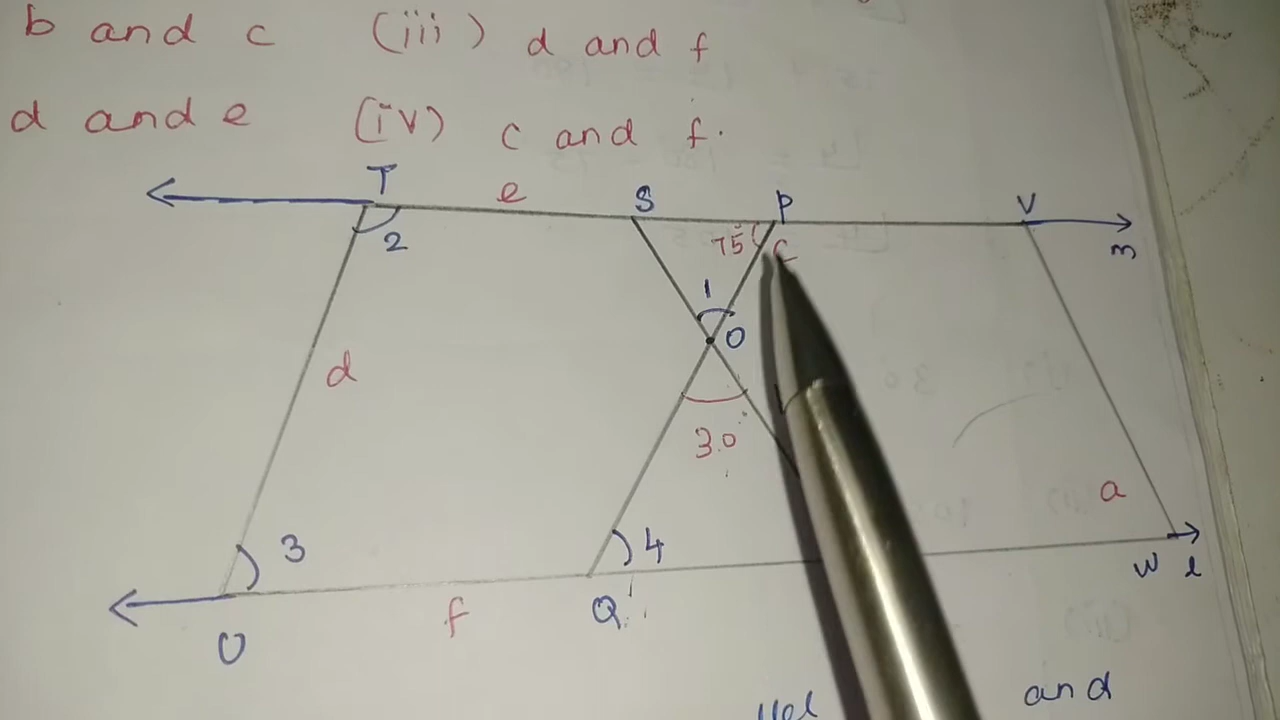 b and c (iii) d and f
d and e (iv) c and f.
T e S P V
2 75° C m
1
O
d
30
a
3 4
W l
f Q
U
and